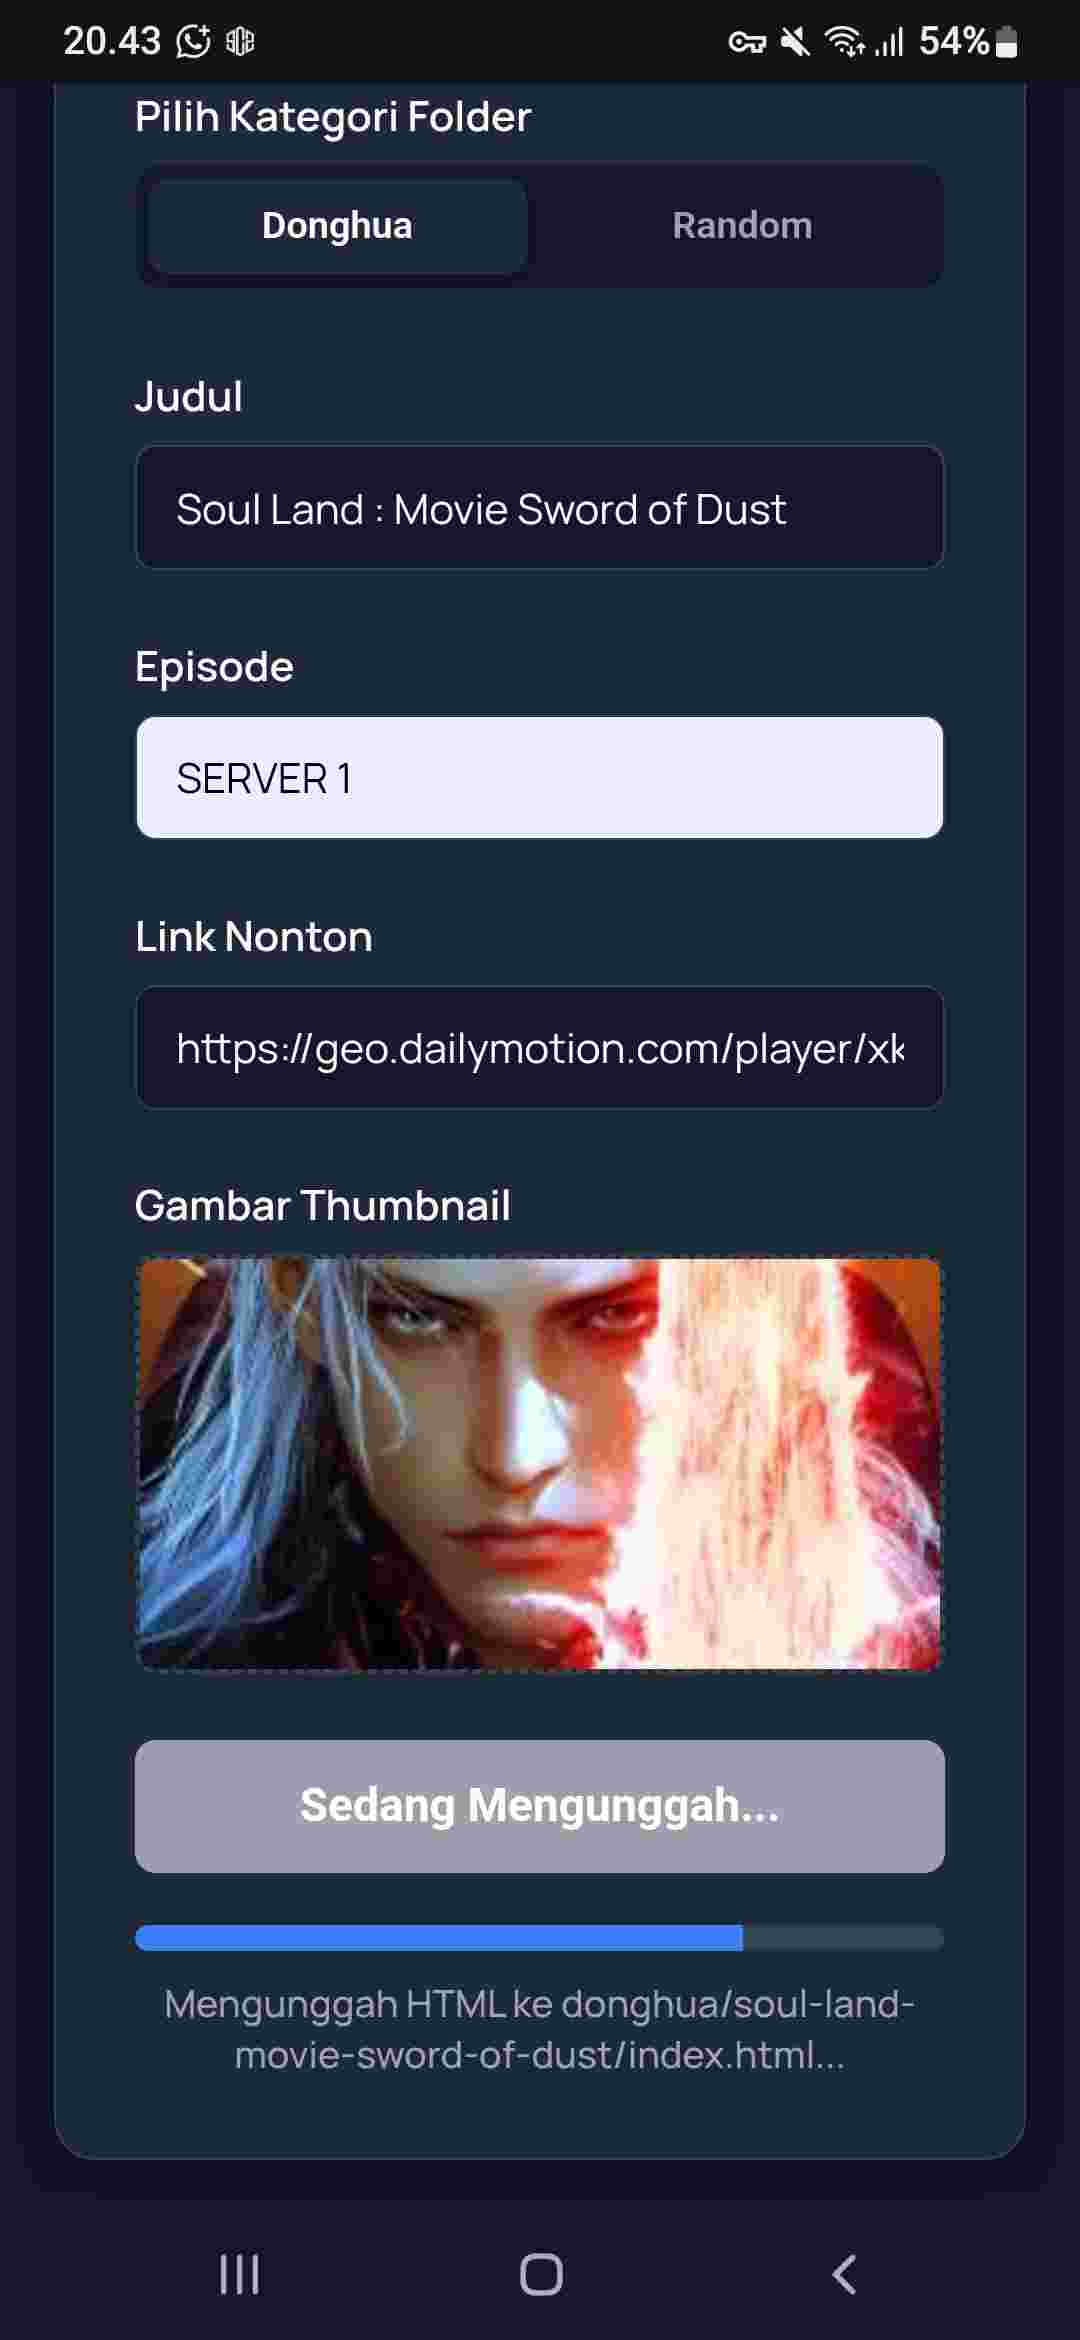 20.43
54%
Pilih Kategori Folder
Donghua Random
Judul
Soul Land : Movie Sword of Dust
Episode
SERVER 1
Link Nonton
https://geo.dailymotion.com/player/xk
Gambar Thumbnail
Sedang Mengunggah...
Mengunggah HTML ke donghua/soul-land-
movie-sword-of-dust/index.html...